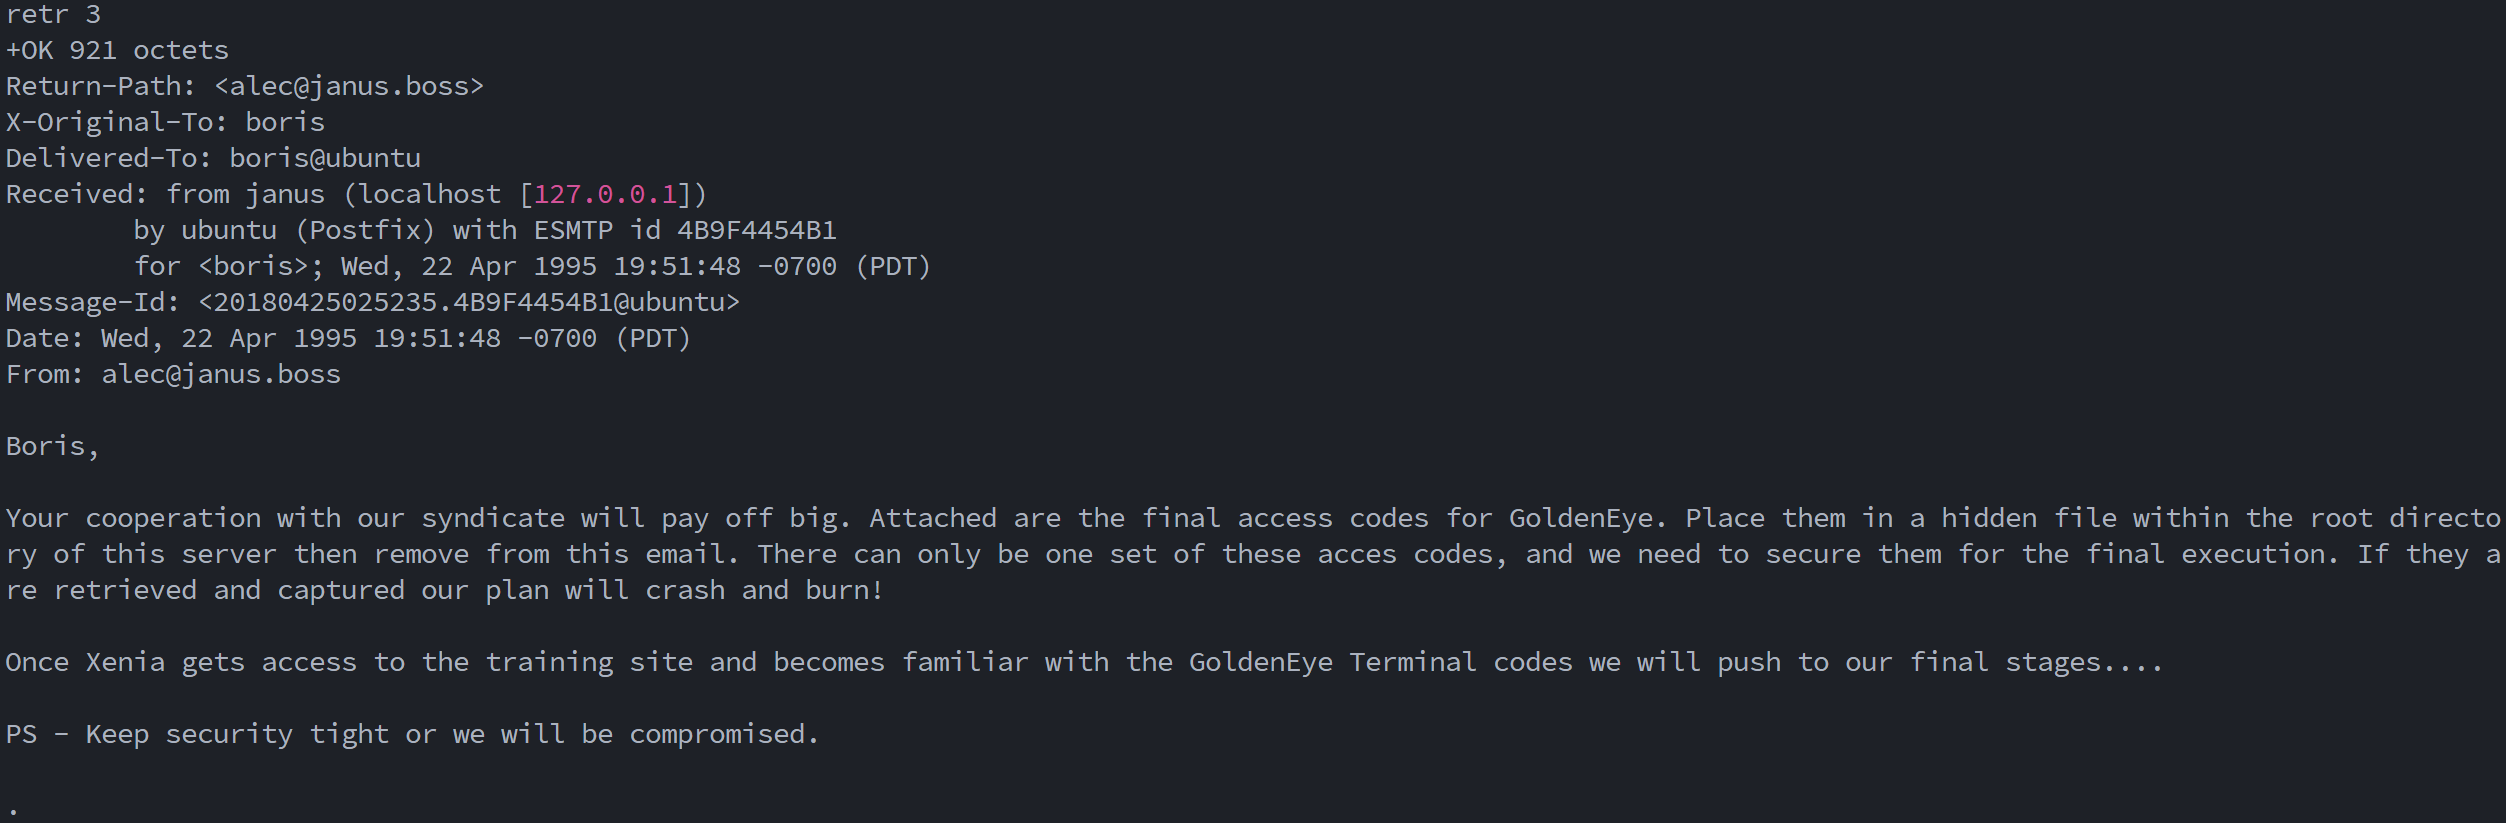 retr 3
+OK 921 octets
Return-Path: <alec@janus.boss>
X-Original-To: boris
Delivered-To: boris@ubuntu
Received: from janus (localhost [127.0.0.1])
        by ubuntu (Postfix) with ESMTP id 4B9F4454B1
        for <boris>; Wed, 22 Apr 1995 19:51:48 -0700 (PDT)
Message-Id: <20180425025235.4B9F4454B1@ubuntu>
Date: Wed, 22 Apr 1995 19:51:48 -0700 (PDT)
From: alec@janus.boss

Boris,

Your cooperation with our syndicate will pay off big. Attached are the final access codes for GoldenEye. Place them in a hidden file within the root directo
ry of this server then remove from this email. There can only be one set of these acces codes, and we need to secure them for the final execution. If they a
re retrieved and captured our plan will crash and burn!

Once Xenia gets access to the training site and becomes familiar with the GoldenEye Terminal codes we will push to our final stages....

PS - Keep security tight or we will be compromised.

.